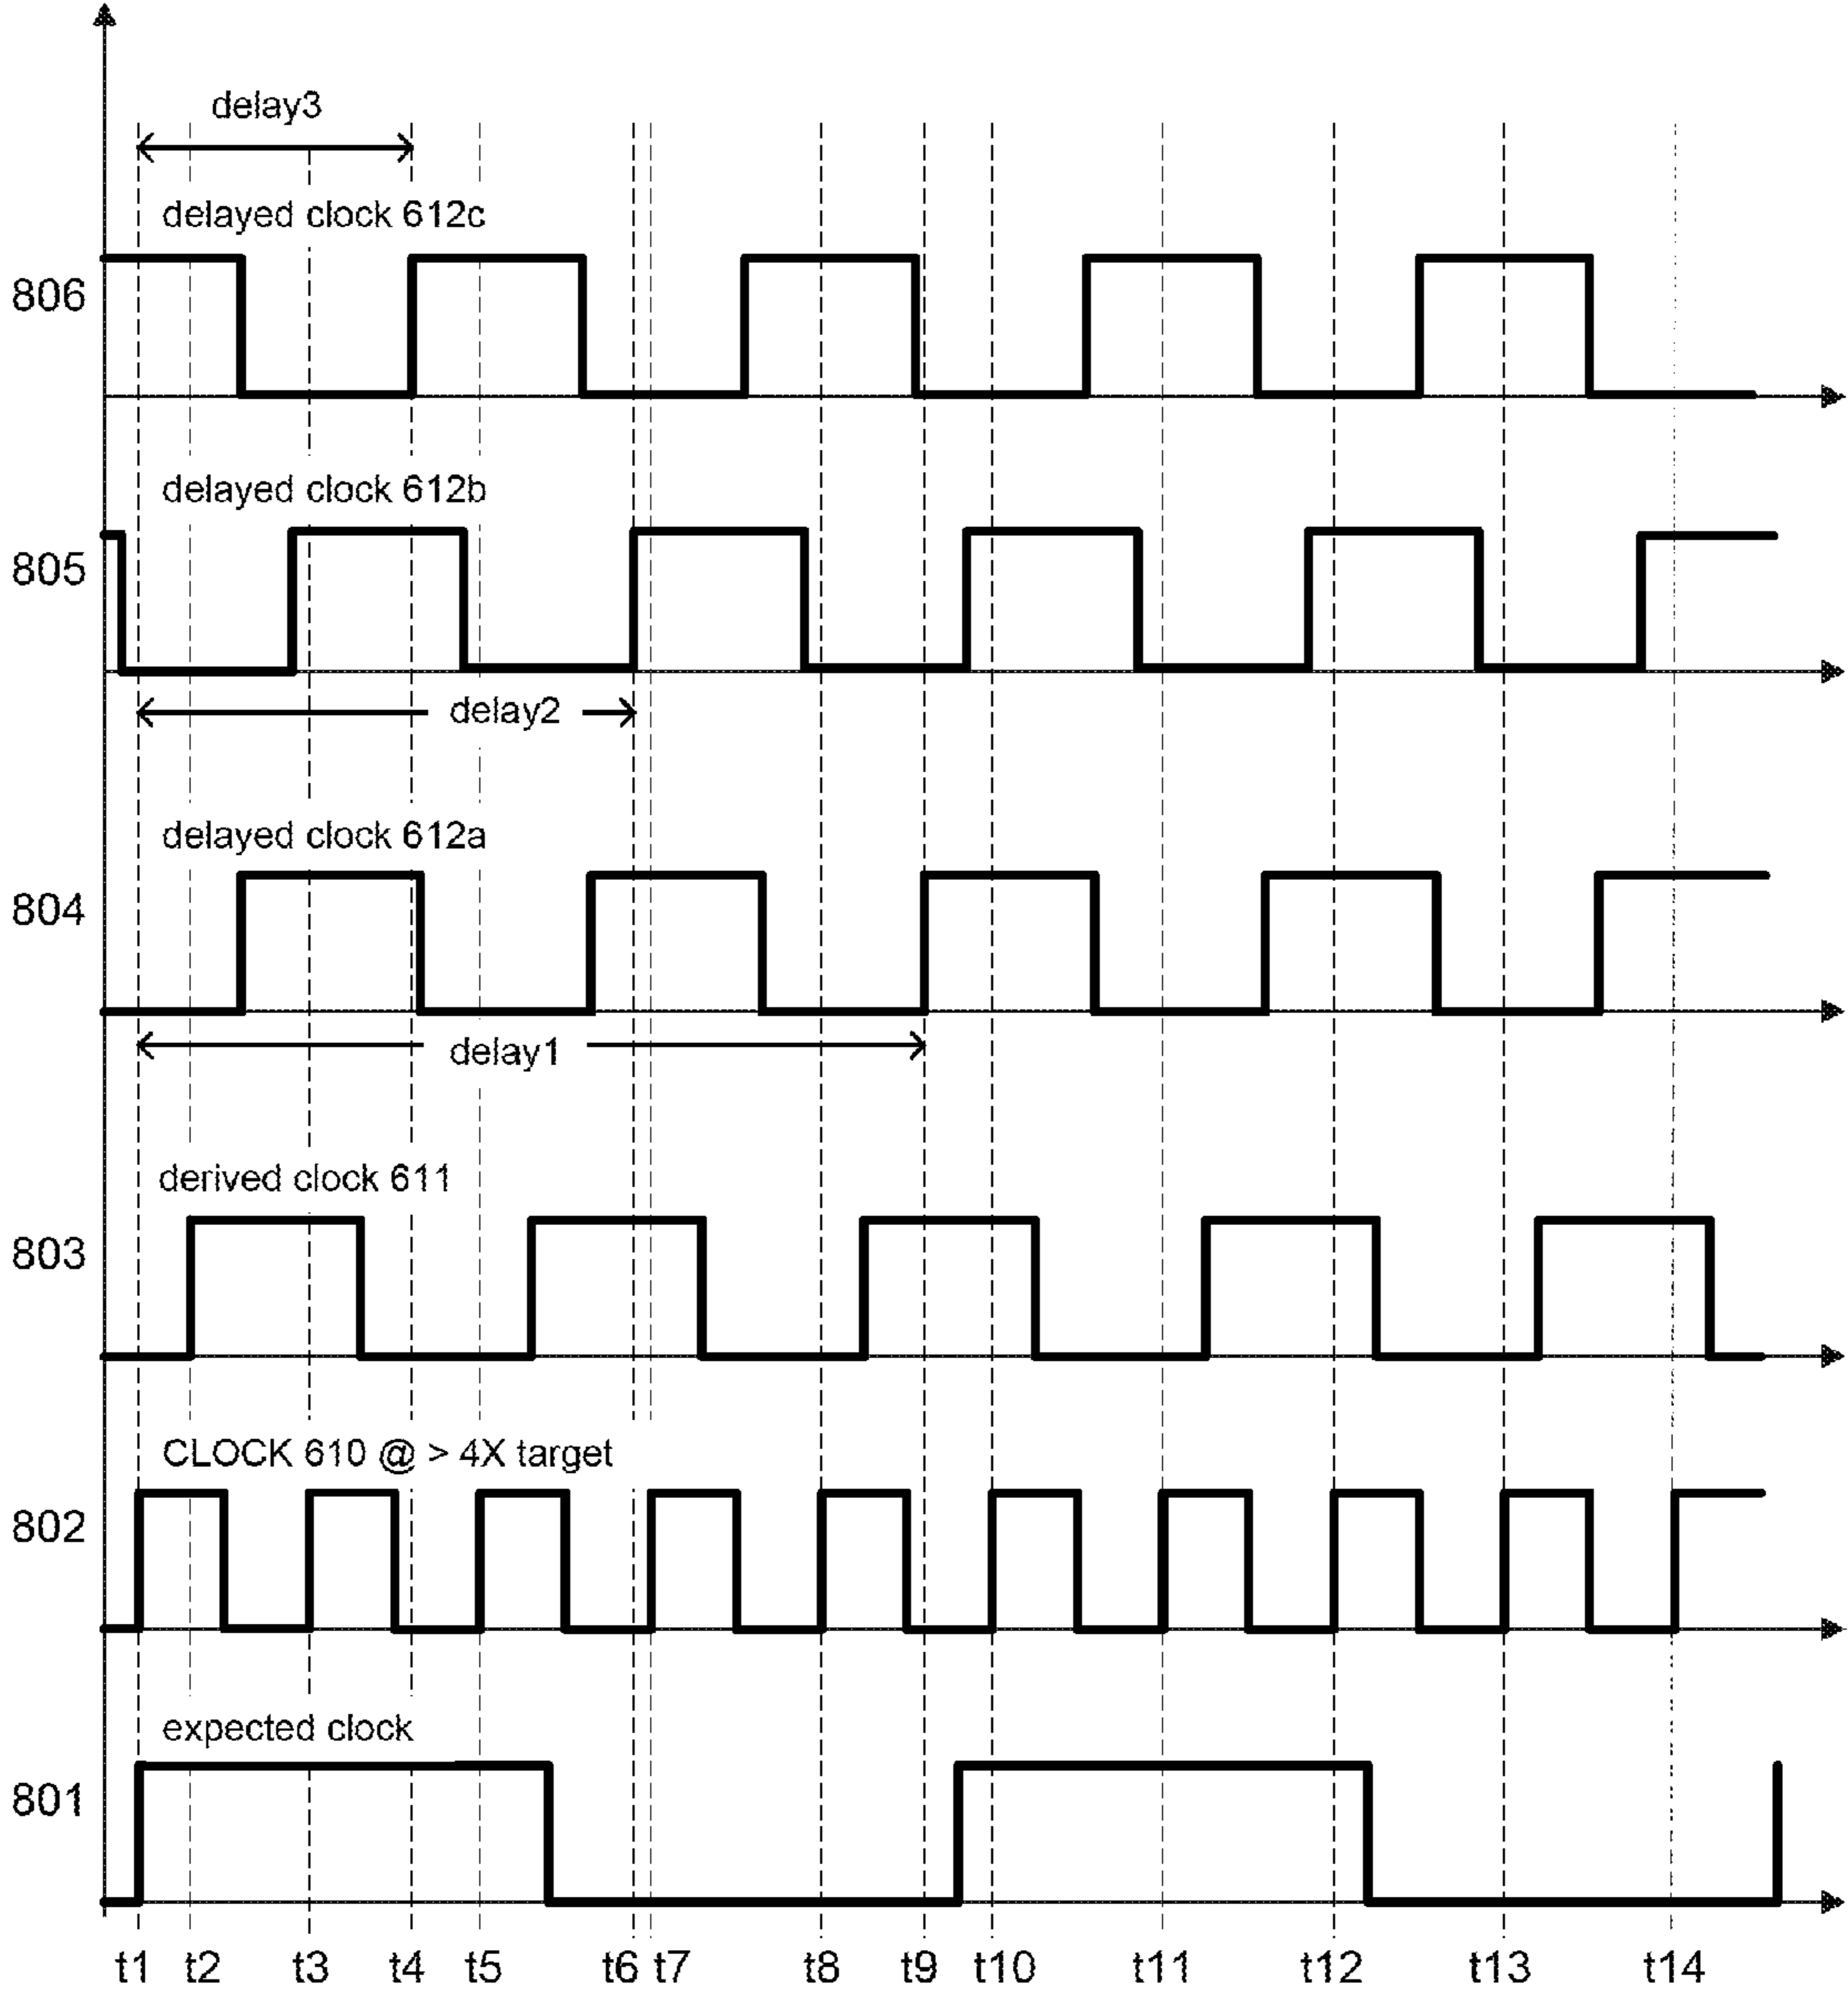 delay3
delayed clock 612c
806
delayed clock 612b
805
delay2
delayed clock 612a
804
delay1
derived clock 611
803
CLOCK 610 @ > 4X target
802
expected clock
801
t1 t2 t3 t4 t5 t6 t7 t8 t9 t10 t11 t12 t13 t14